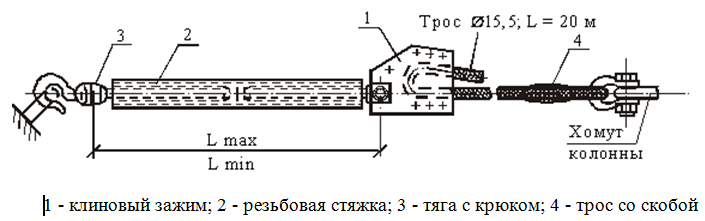 3
2
1
Трос Ø15,5; L = 20 м
4
L max
L min
Хомут
колонны
1 - клиновый зажим; 2 - резьбовая стяжка; 3 - тяга с крюком; 4 - трос со скобой